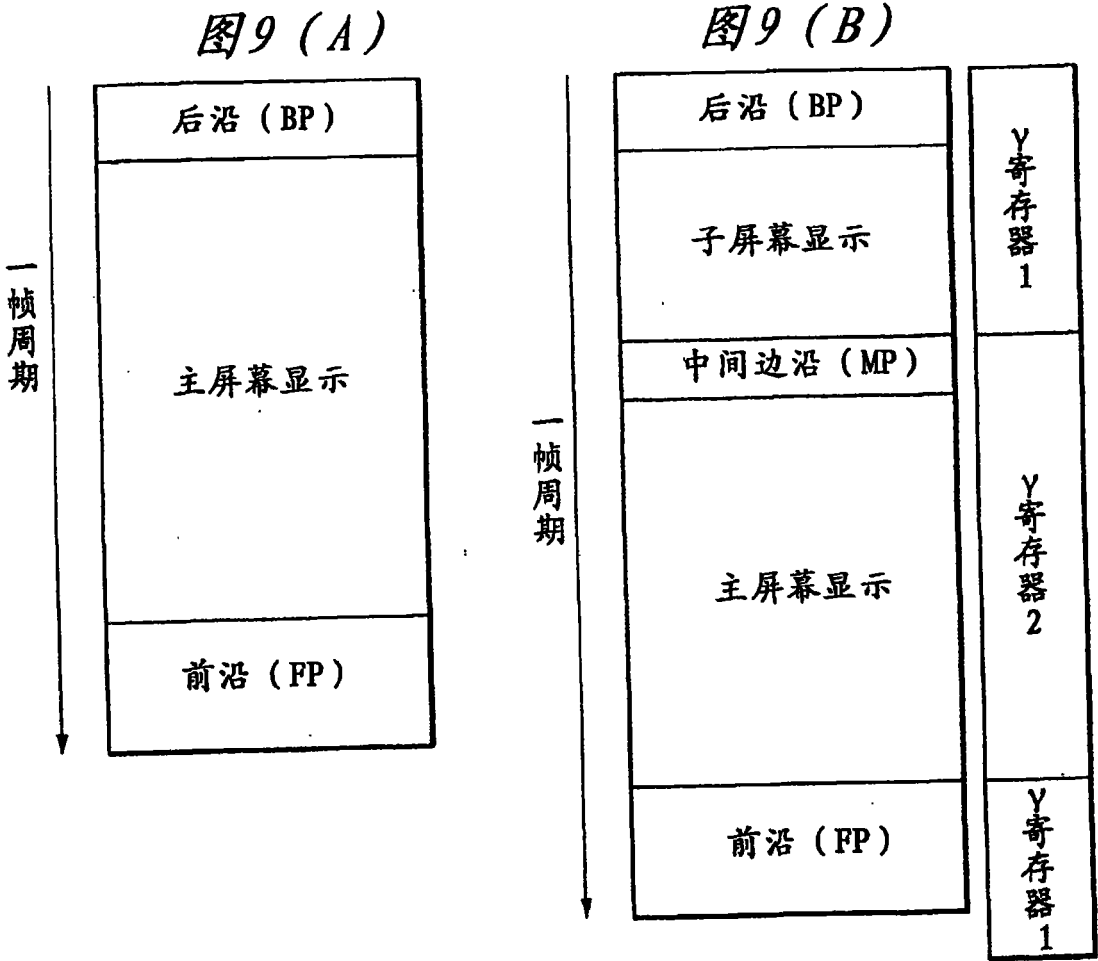 图9(A)
后沿(BP)
主屏幕显示
前沿(FP)
一帧周期
图9(B)
后沿(BP)
子屏幕显示
中间边沿(MP)
主屏幕显示
前沿(FP)
一帧周期
γ寄存器1
γ寄存器2
γ寄存器1